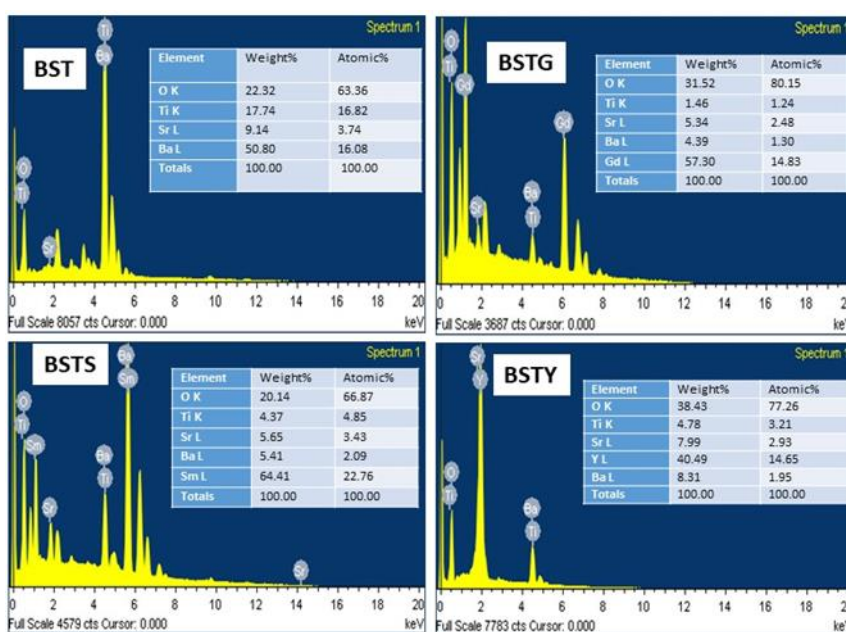 Spectrum 1
BST
Ti
Ba
O
Ti
Sr
Element Weight% Atomic%
O K 22.32 63.36
Ti K 17.74 16.82
Sr L 9.14 3.74
Ba L 50.80 16.08
Totals 100.00 100.00
0 2 4 6 8 10 12 14 16 18 20
Full Scale 8057 cts Cursor: 0.000 keV
Spectrum 1
BSTG
O
Ti
Gd
Sr
Ba
Ti
Gd
Element Weight% Atomic%
O K 31.52 80.15
Ti K 1.46 1.24
Sr L 5.34 2.48
Ba L 4.39 1.30
Gd L 57.30 14.83
Totals 100.00 100.00
0 2 4 6 8 10 12 14 16 18 20
Full Scale 3687 cts Cursor: 0.000 keV
Spectrum 1
BSTS
O
Ti
Sm
Sr
Ba
Ti
Ba
Sm
Sr
Element Weight% Atomic%
O K 20.14 66.87
Ti K 4.37 4.85
Sr L 5.65 3.43
Ba L 5.41 2.09
Sm L 64.41 22.76
Totals 100.00 100.00
0 2 4 6 8 10 12 14 16 18 20
Full Scale 4579 cts Cursor: 0.000 keV
Spectrum 1
BSTY
O
Ti
Sr
Y
Ba
Ti
Element Weight% Atomic%
O K 38.43 77.26
Ti K 4.78 3.21
Sr L 7.99 2.93
Y L 40.49 14.65
Ba L 8.31 1.95
Totals 100.00 100.00
0 2 4 6 8 10 12 14 16 18 20
Full Scale 7783 cts Cursor: 0.000 keV